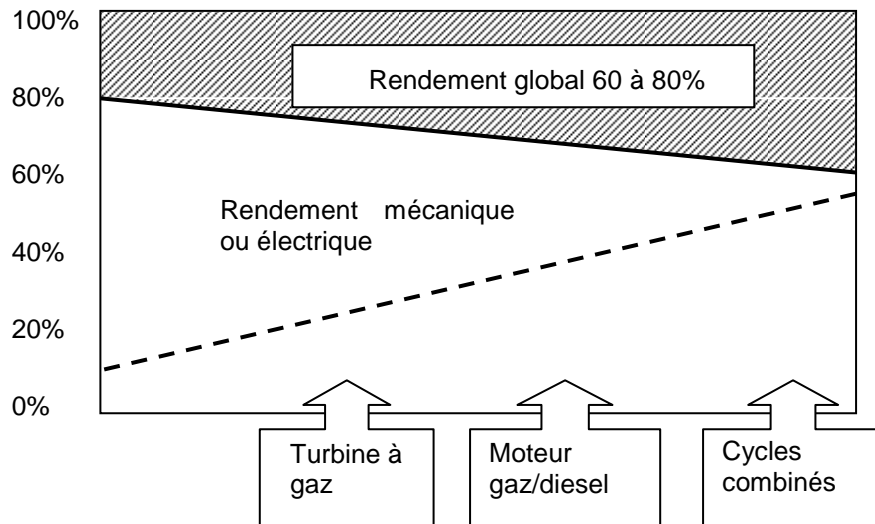 100%
Rendement global 60 à 80%
80%
60%
Rendement mécanique
ou électrique
40%
20%
0%
Turbine à
gaz
Moteur
gaz/diesel
Cycles
combinés